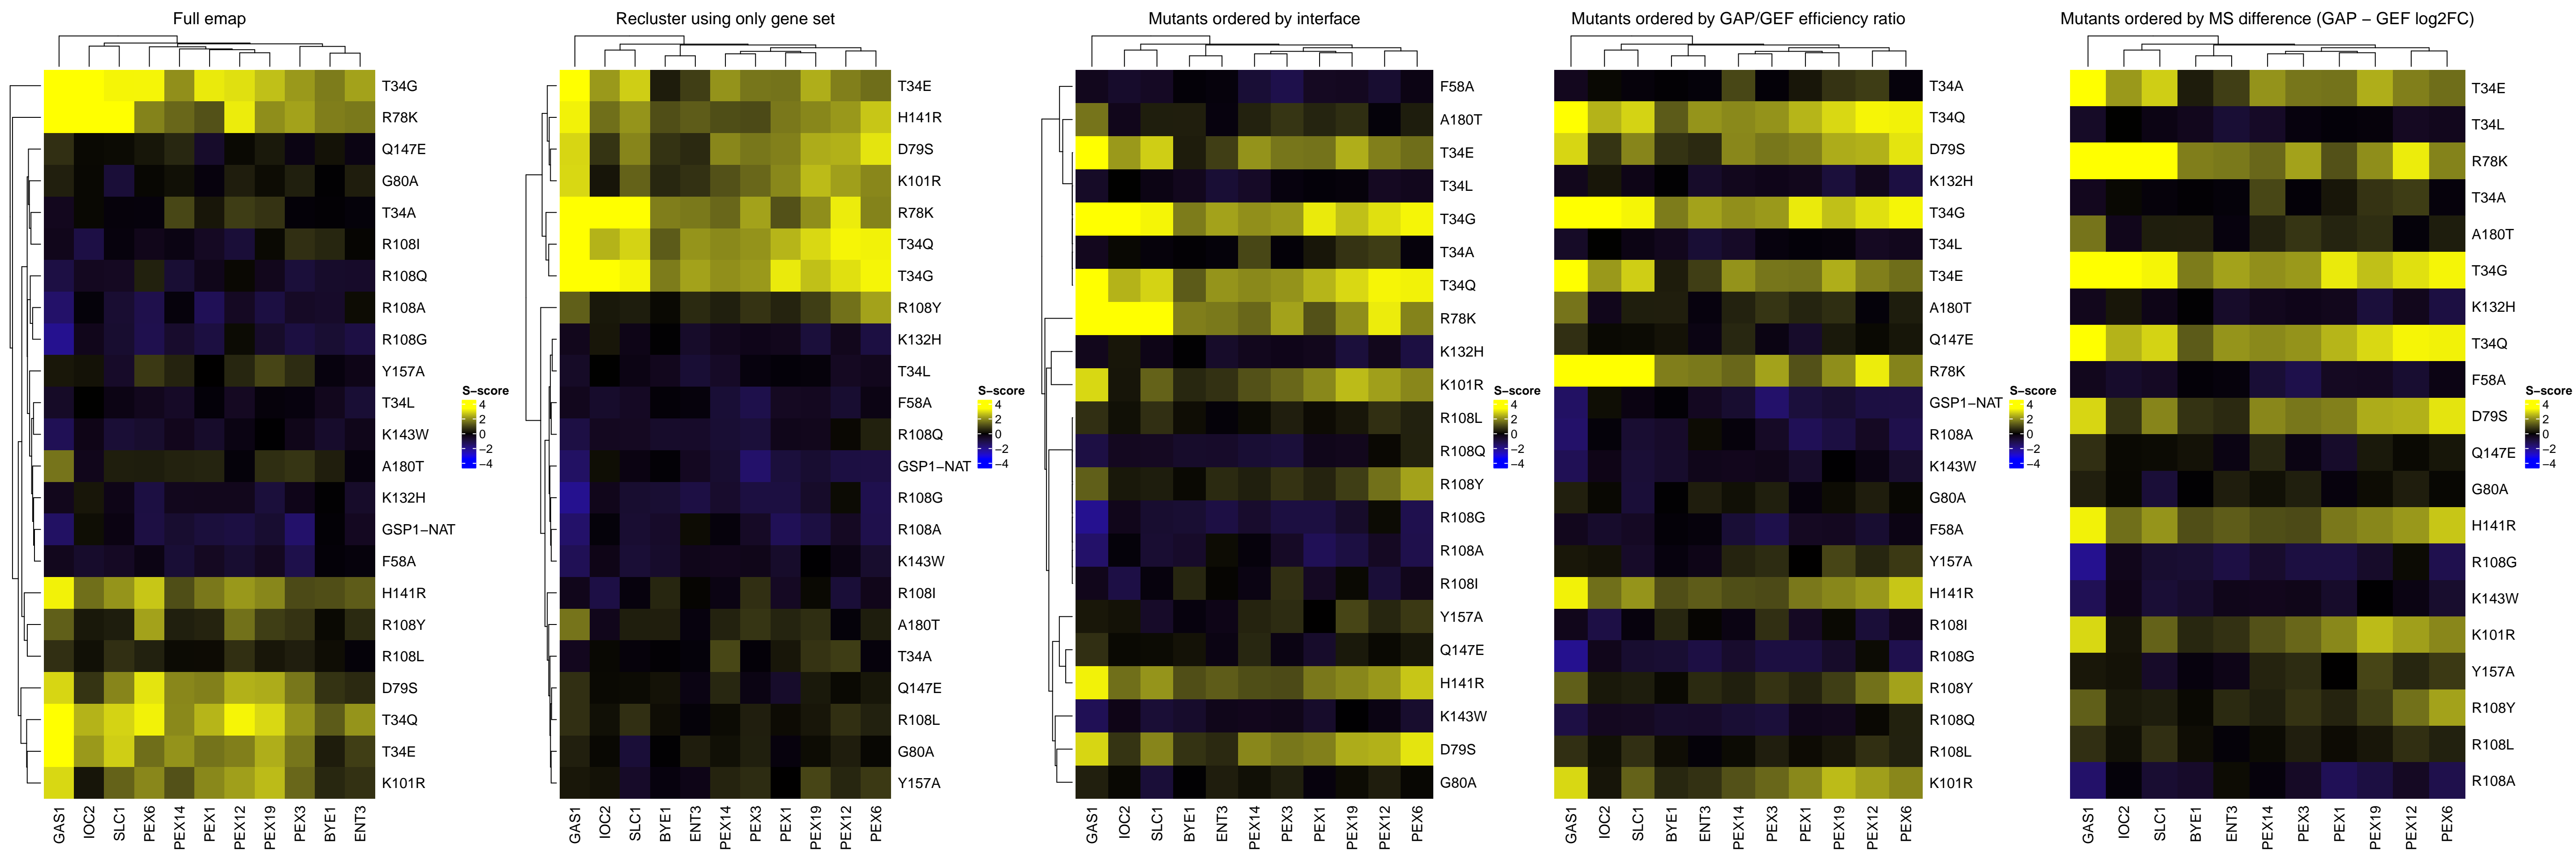 Full emap
T34G
R78K
Q147E
G80A
T34A
R108I
R108Q
R108A
R108G
Y157A
T34L
K143W
A180T
K132H
GSP1−NAT
F58A
H141R
R108Y
R108L
D79S
T34Q
T34E
K101R
GAS1
IOC2
SLC1
PEX6
PEX14
PEX1
PEX12
PEX19
PEX3
BYE1
ENT3
S−score
4
2
0
−2
−4
Recluster using only gene set
T34E
H141R
D79S
K101R
R78K
T34Q
T34G
R108Y
K132H
T34L
F58A
R108Q
GSP1−NAT
R108G
R108A
K143W
R108I
A180T
T34A
Q147E
R108L
G80A
Y157A
GAS1
IOC2
SLC1
BYE1
ENT3
PEX14
PEX3
PEX1
PEX19
PEX12
PEX6
S−score
4
2
0
−2
−4
Mutants ordered by interface
F58A
A180T
T34E
T34L
T34G
T34A
T34Q
R78K
K132H
K101R
R108L
R108Q
R108Y
R108G
R108A
R108I
Y157A
Q147E
H141R
K143W
D79S
G80A
GAS1
IOC2
SLC1
BYE1
ENT3
PEX14
PEX3
PEX1
PEX19
PEX12
PEX6
S−score
4
2
0
−2
−4
Mutants ordered by GAP/GEF efficiency ratio
T34A
T34Q
D79S
K132H
T34G
T34L
T34E
A180T
Q147E
R78K
GSP1−NAT
R108A
K143W
G80A
F58A
Y157A
H141R
R108I
R108G
R108Y
R108Q
R108L
K101R
GAS1
IOC2
SLC1
BYE1
ENT3
PEX14
PEX3
PEX1
PEX19
PEX12
PEX6
S−score
4
2
0
−2
−4
Mutants ordered by MS difference (GAP − GEF log2FC)
T34E
T34L
R78K
T34A
A180T
T34G
K132H
T34Q
F58A
D79S
Q147E
G80A
H141R
R108G
K143W
K101R
Y157A
R108Y
R108L
R108A
GAS1
IOC2
SLC1
BYE1
ENT3
PEX14
PEX3
PEX1
PEX19
PEX12
PEX6
S−score
4
2
0
−2
−4